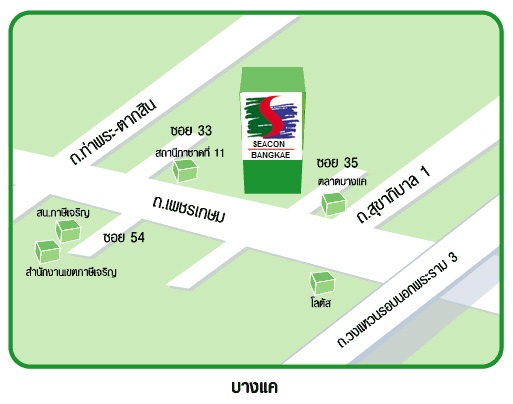 ถ.ท่าพระ-ตากสิน
ซอย 33
สถานีกาชาดที่ 11
SEACON
BANGKAE
ซอย 35
ตลาดบางแค
ถ.สุขาภิบาล 1
ถ.เพชรเกษม
สน.ภาษีเจริญ
ซอย 54
สำนักงานเขตภาษีเจริญ
ถ.วงแหวนรอบนอกพระราม 3
โลตัส
บางแค